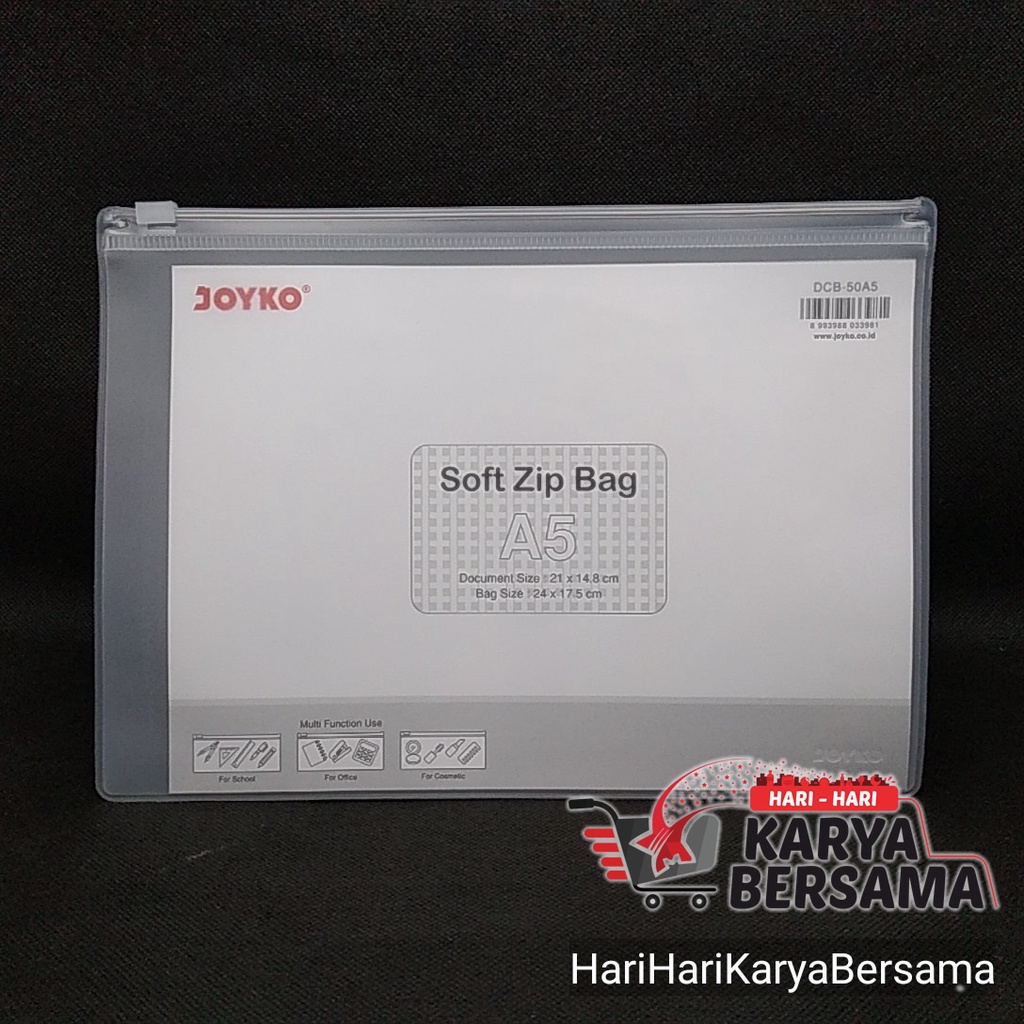 JOYKO®
DCB-50A5
8 993988 033981
www.joyko.co.id
Soft Zip Bag
A5
Document Size : 21 x 14.8 cm
Bag Size : 24 x 17.5 cm
Multi Function Use
For School
For Office
For Cosmetic
JOYKO
HARI - HARI
KARYA
BERSAMA
HariHariKaryaBersama